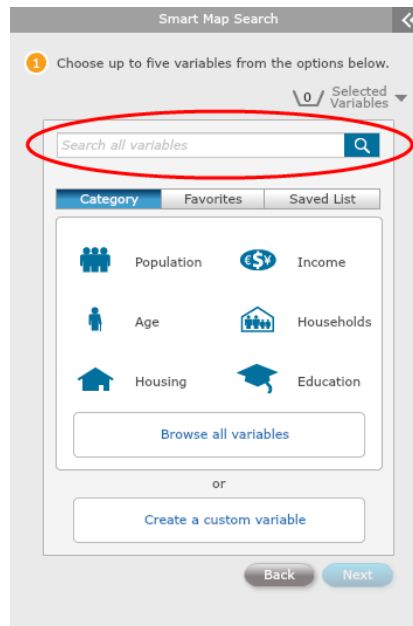 Smart Map Search
1 Choose up to five variables from the options below.
0 Selected Variables
Search all variables
Category Favorites Saved List
Population €$¥ Income
Age Households
Housing Education
Browse all variables
or
Create a custom variable
Back Next